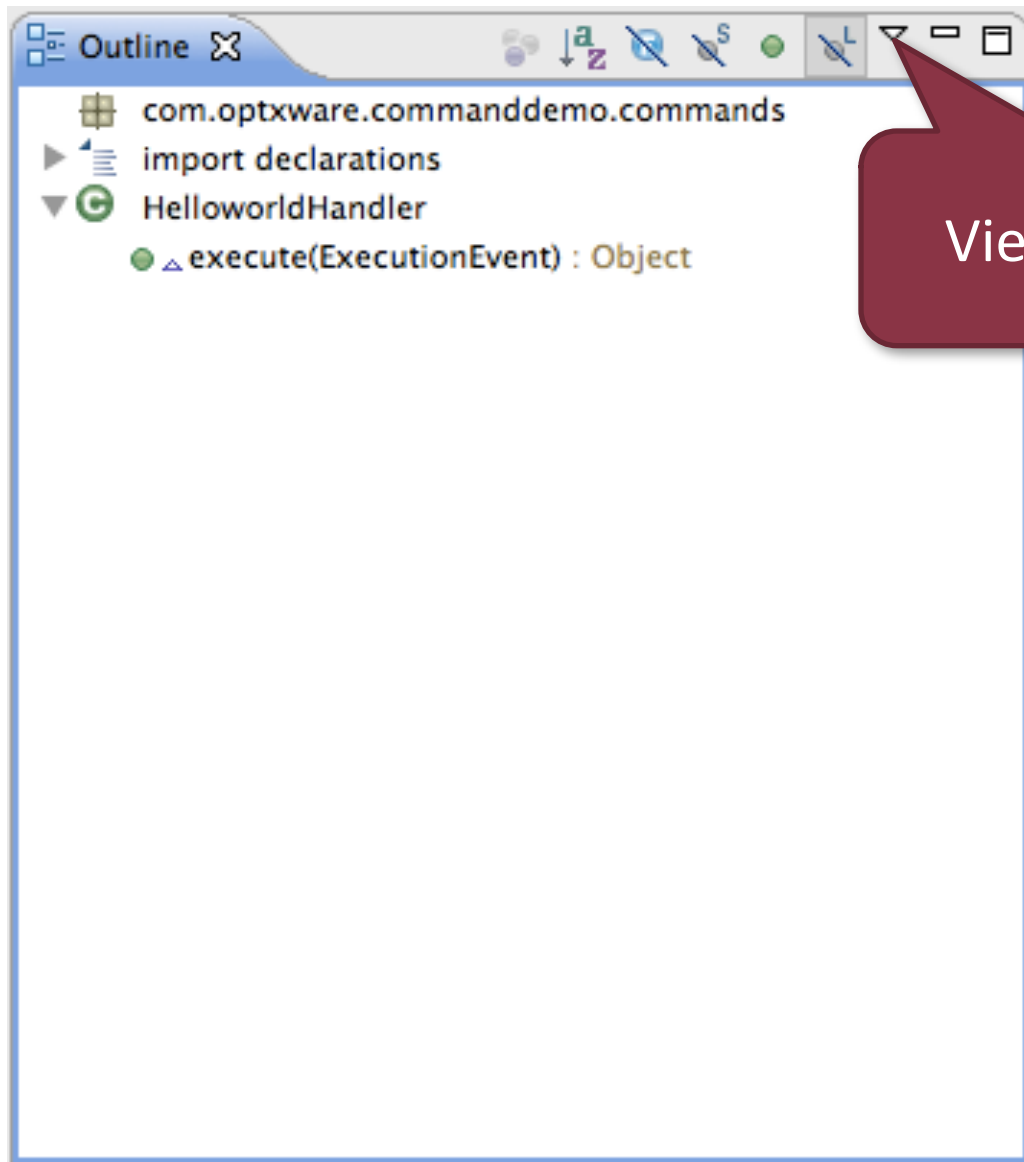 Outline
com.optxware.commanddemo.commands
import declarations
HelloworldHandler
execute(ExecutionEvent) : Object
Vie